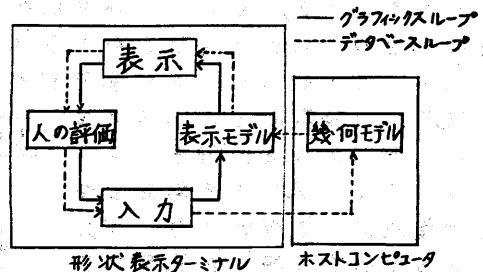 グラフィックスループ
データベースループ
表示
人の評価
表示モデル
幾何モデル
入力
形状表示ターミナル
ホストコンピュータ